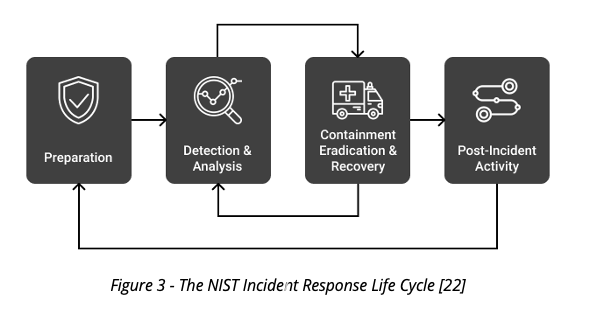 Preparation
Detection &
Analysis
Containment
Eradication &
Recovery
Post-Incident
Activity
Figure 3 - The NIST Incident Response Life Cycle [22]